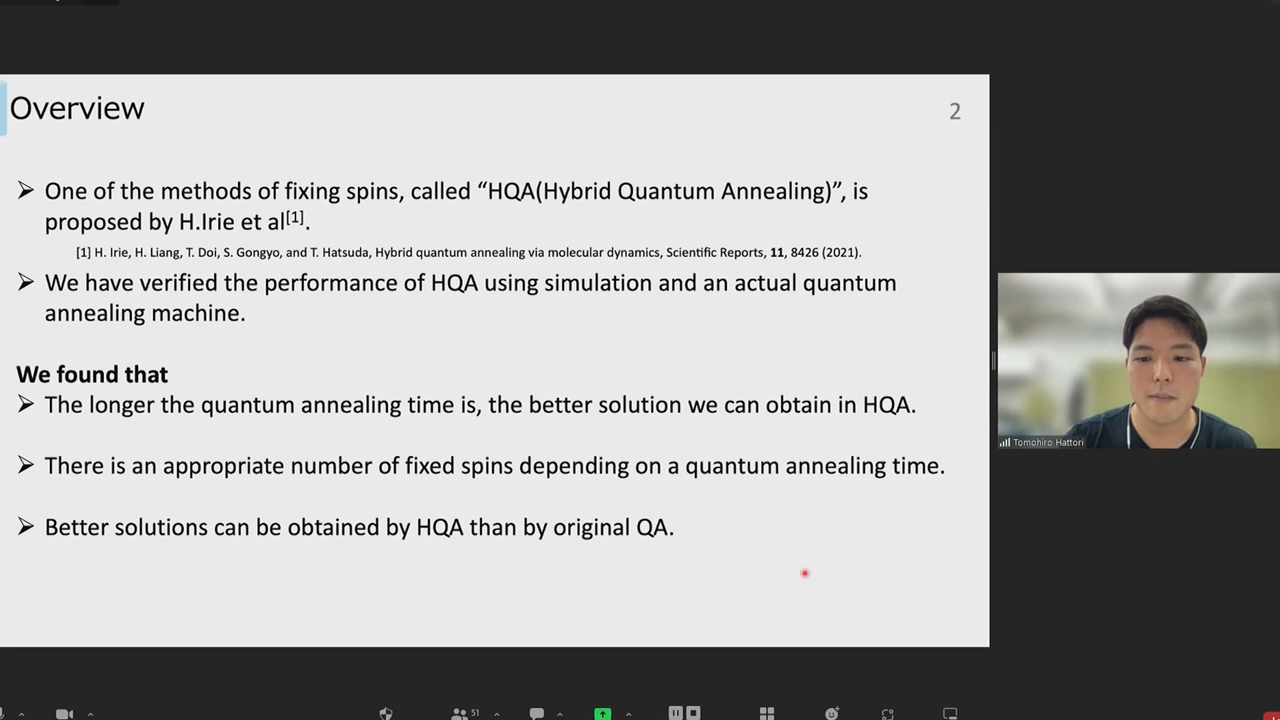 Overview
2
➢ One of the methods of fixing spins, called “HQA(Hybrid Quantum Annealing)”, is
proposed by H.Irie et al[1].
[1] H. Irie, H. Liang, T. Doi, S. Gongyo, and T. Hatsuda, Hybrid quantum annealing via molecular dynamics, Scientific Reports, 11, 8426 (2021).
➢ We have verified the performance of HQA using simulation and an actual quantum
annealing machine.
We found that
➢ The longer the quantum annealing time is, the better solution we can obtain in HQA.
➢ There is an appropriate number of fixed spins depending on a quantum annealing time.
➢ Better solutions can be obtained by HQA than by original QA.
Tomohiro Hattori
51